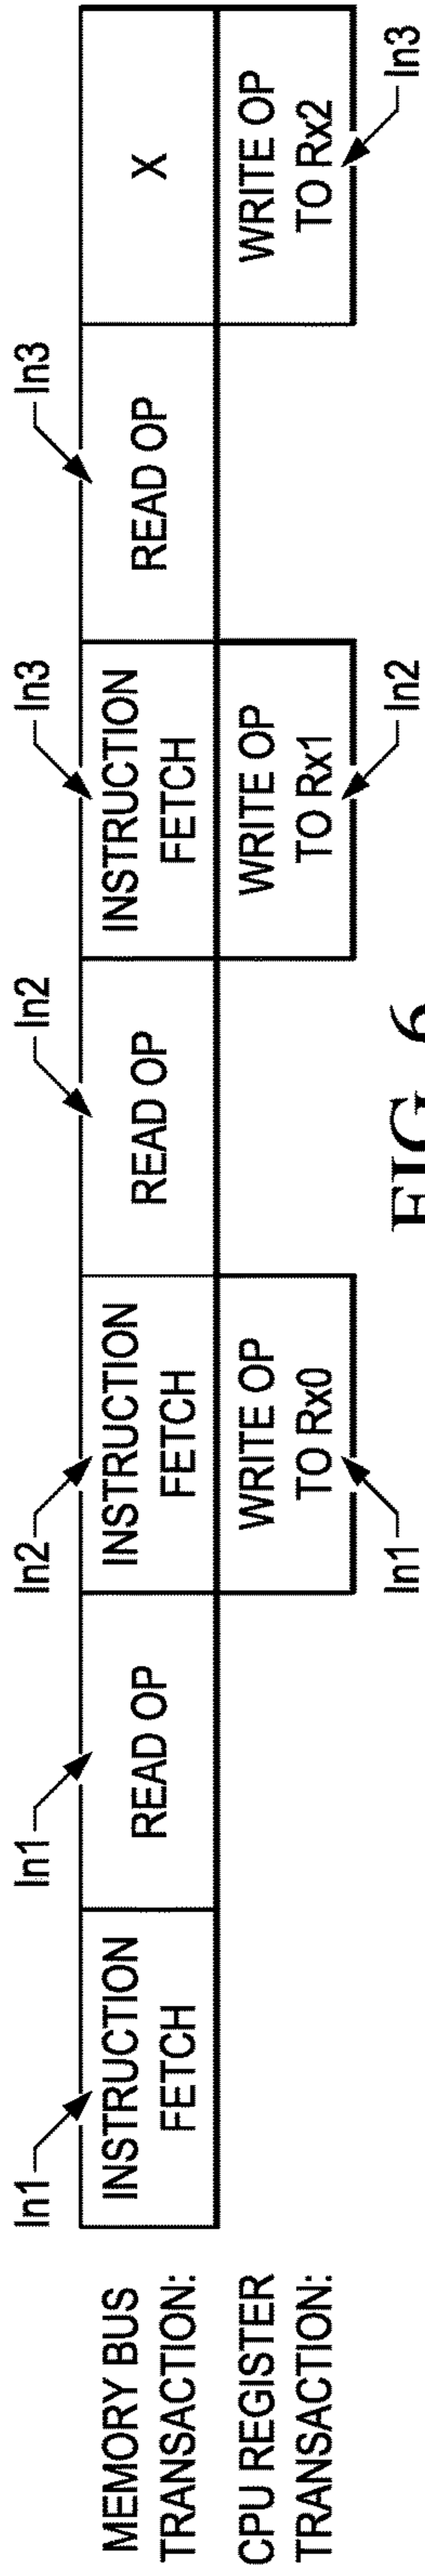 In1
In1
In2
In2
In3
In3
MEMORY BUS
TRANSACTION:
INSTRUCTION
FETCH
READ OP
INSTRUCTION
FETCH
READ OP
INSTRUCTION
FETCH
READ OP
X
CPU REGISTER
TRANSACTION:
WRITE OP
TO Rx0
WRITE OP
TO Rx1
WRITE OP
TO Rx2
In1
In2
In3
FIG. 6